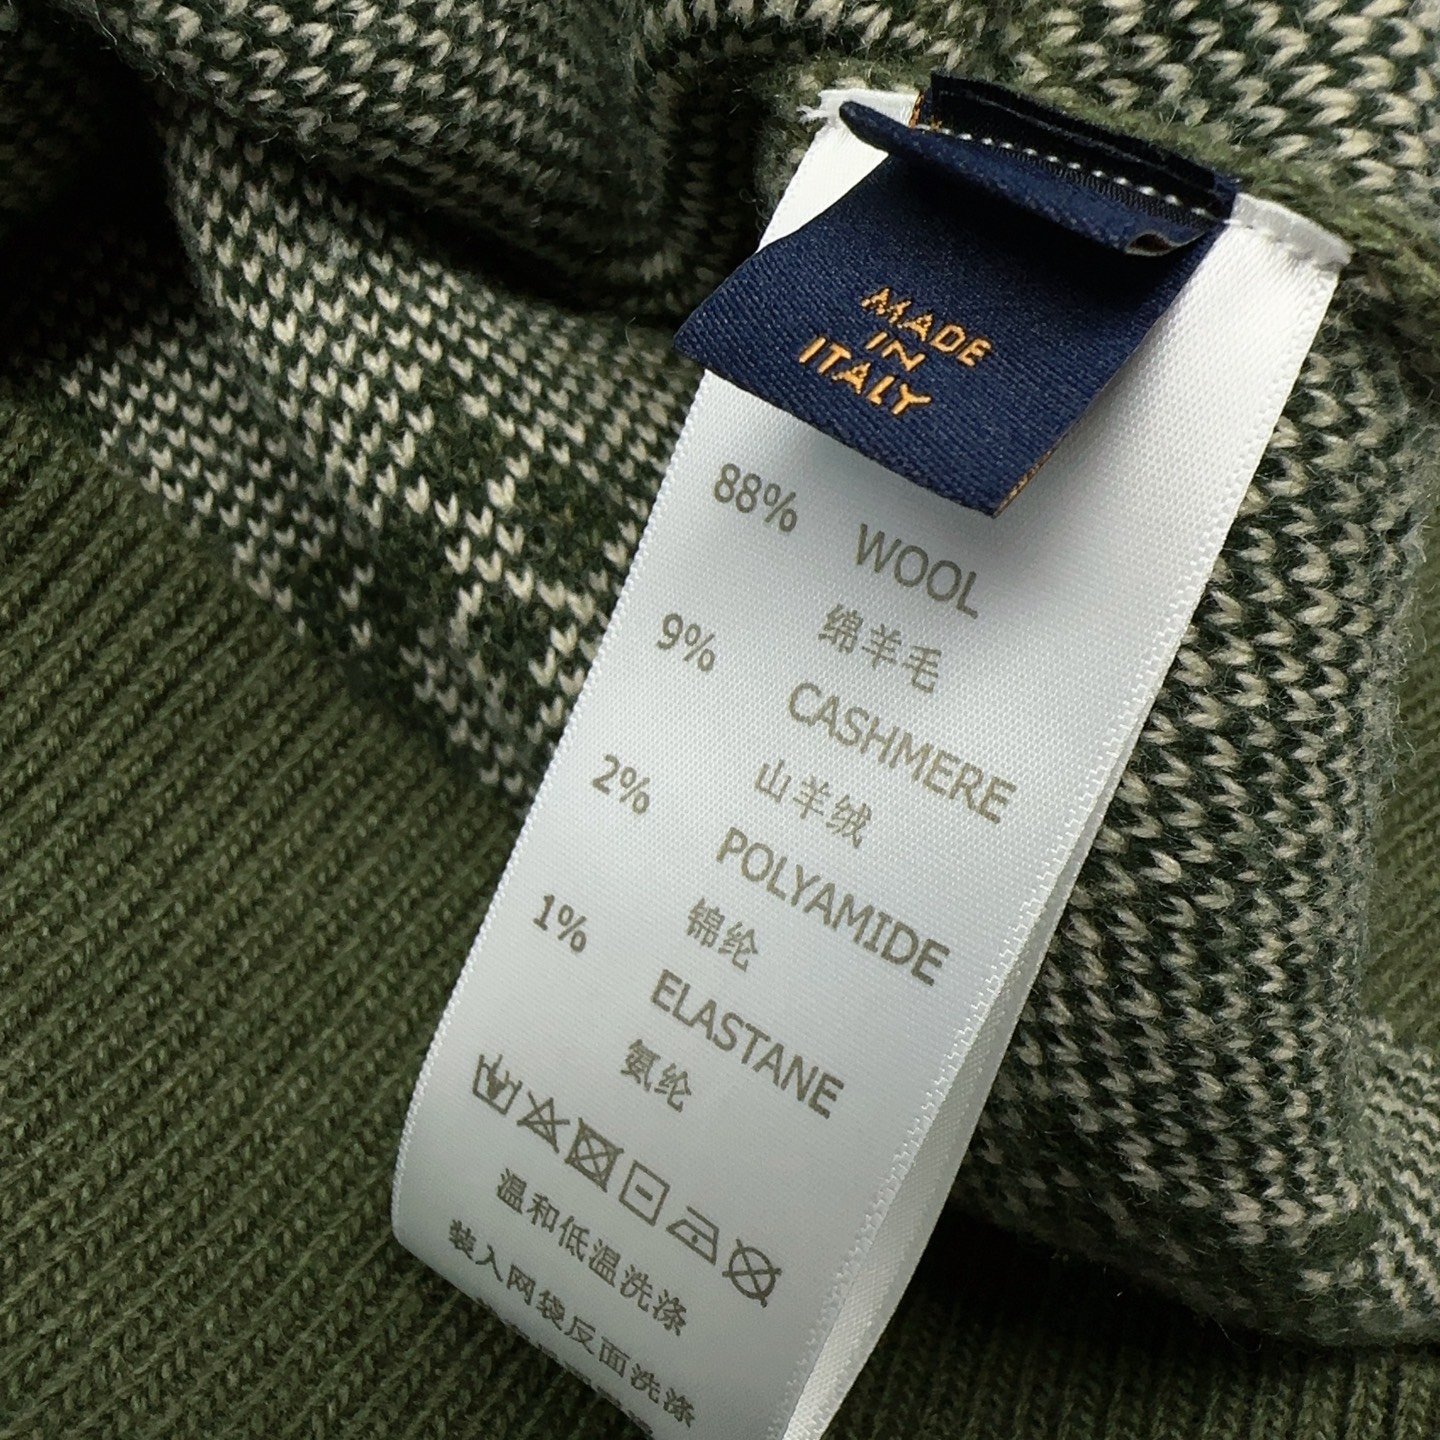 MADE
IN
ITALY
88% WOOL
绵羊毛
9% CASHMERE
山羊绒
2% POLYAMIDE
锦纶
1% ELASTANE
氨纶
温和低温洗涤
装入网袋反面洗涤